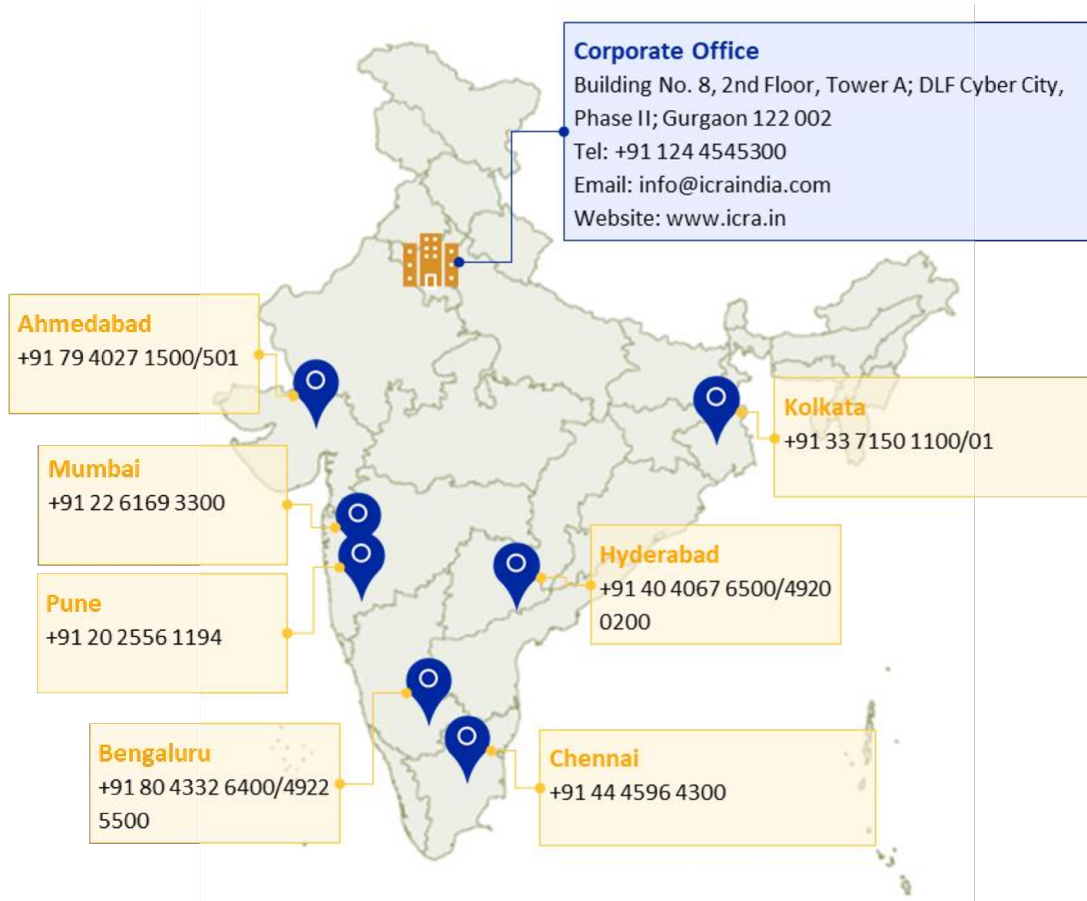 Corporate Office
Building No. 8, 2nd Floor, Tower A; DLF Cyber City,
Phase II; Gurgaon 122 002
Tel: +91 124 4545300
Email: info@icraindia.com
Website: www.icra.in
Ahmedabad
+91 79 4027 1500/501
Kolkata
+91 33 7150 1100/01
Mumbai
+91 22 6169 3300
Hyderabad
+91 40 4067 6500/4920
0200
Pune
+91 20 2556 1194
Bengaluru
+91 80 4332 6400/4922
5500
Chennai
+91 44 4596 4300